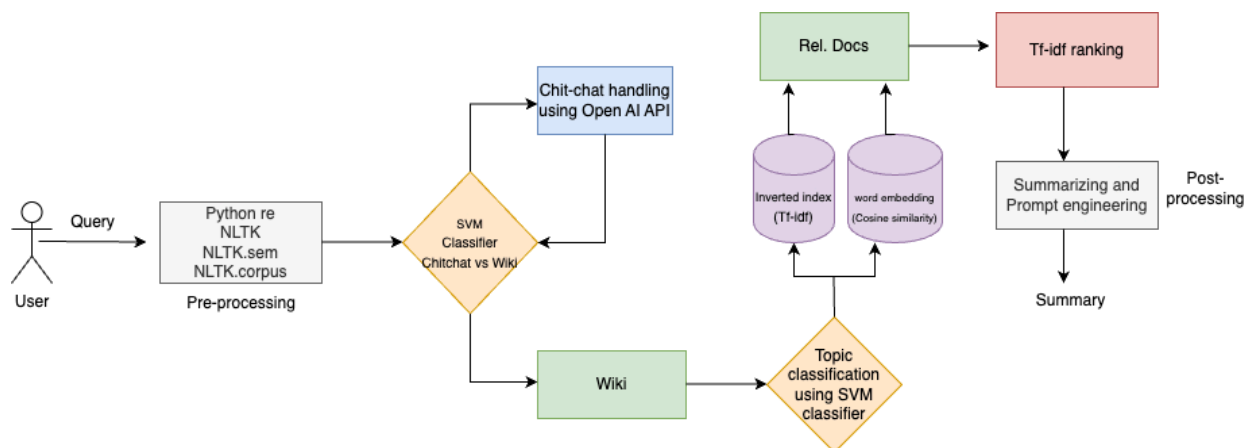 Query
User
Python re
NLTK
NLTK.sem
NLTK.corpus
Pre-processing
SVM
Classifier
Chitchat vs Wiki
Chit-chat handling
using Open AI API
Wiki
Topic
classification
using SVM
classifier
Inverted index
(Tf-idf)
word embedding
(Cosine similarity)
Rel. Docs
Tf-idf ranking
Summarizing and
Prompt engineering
Post-
processing
Summary